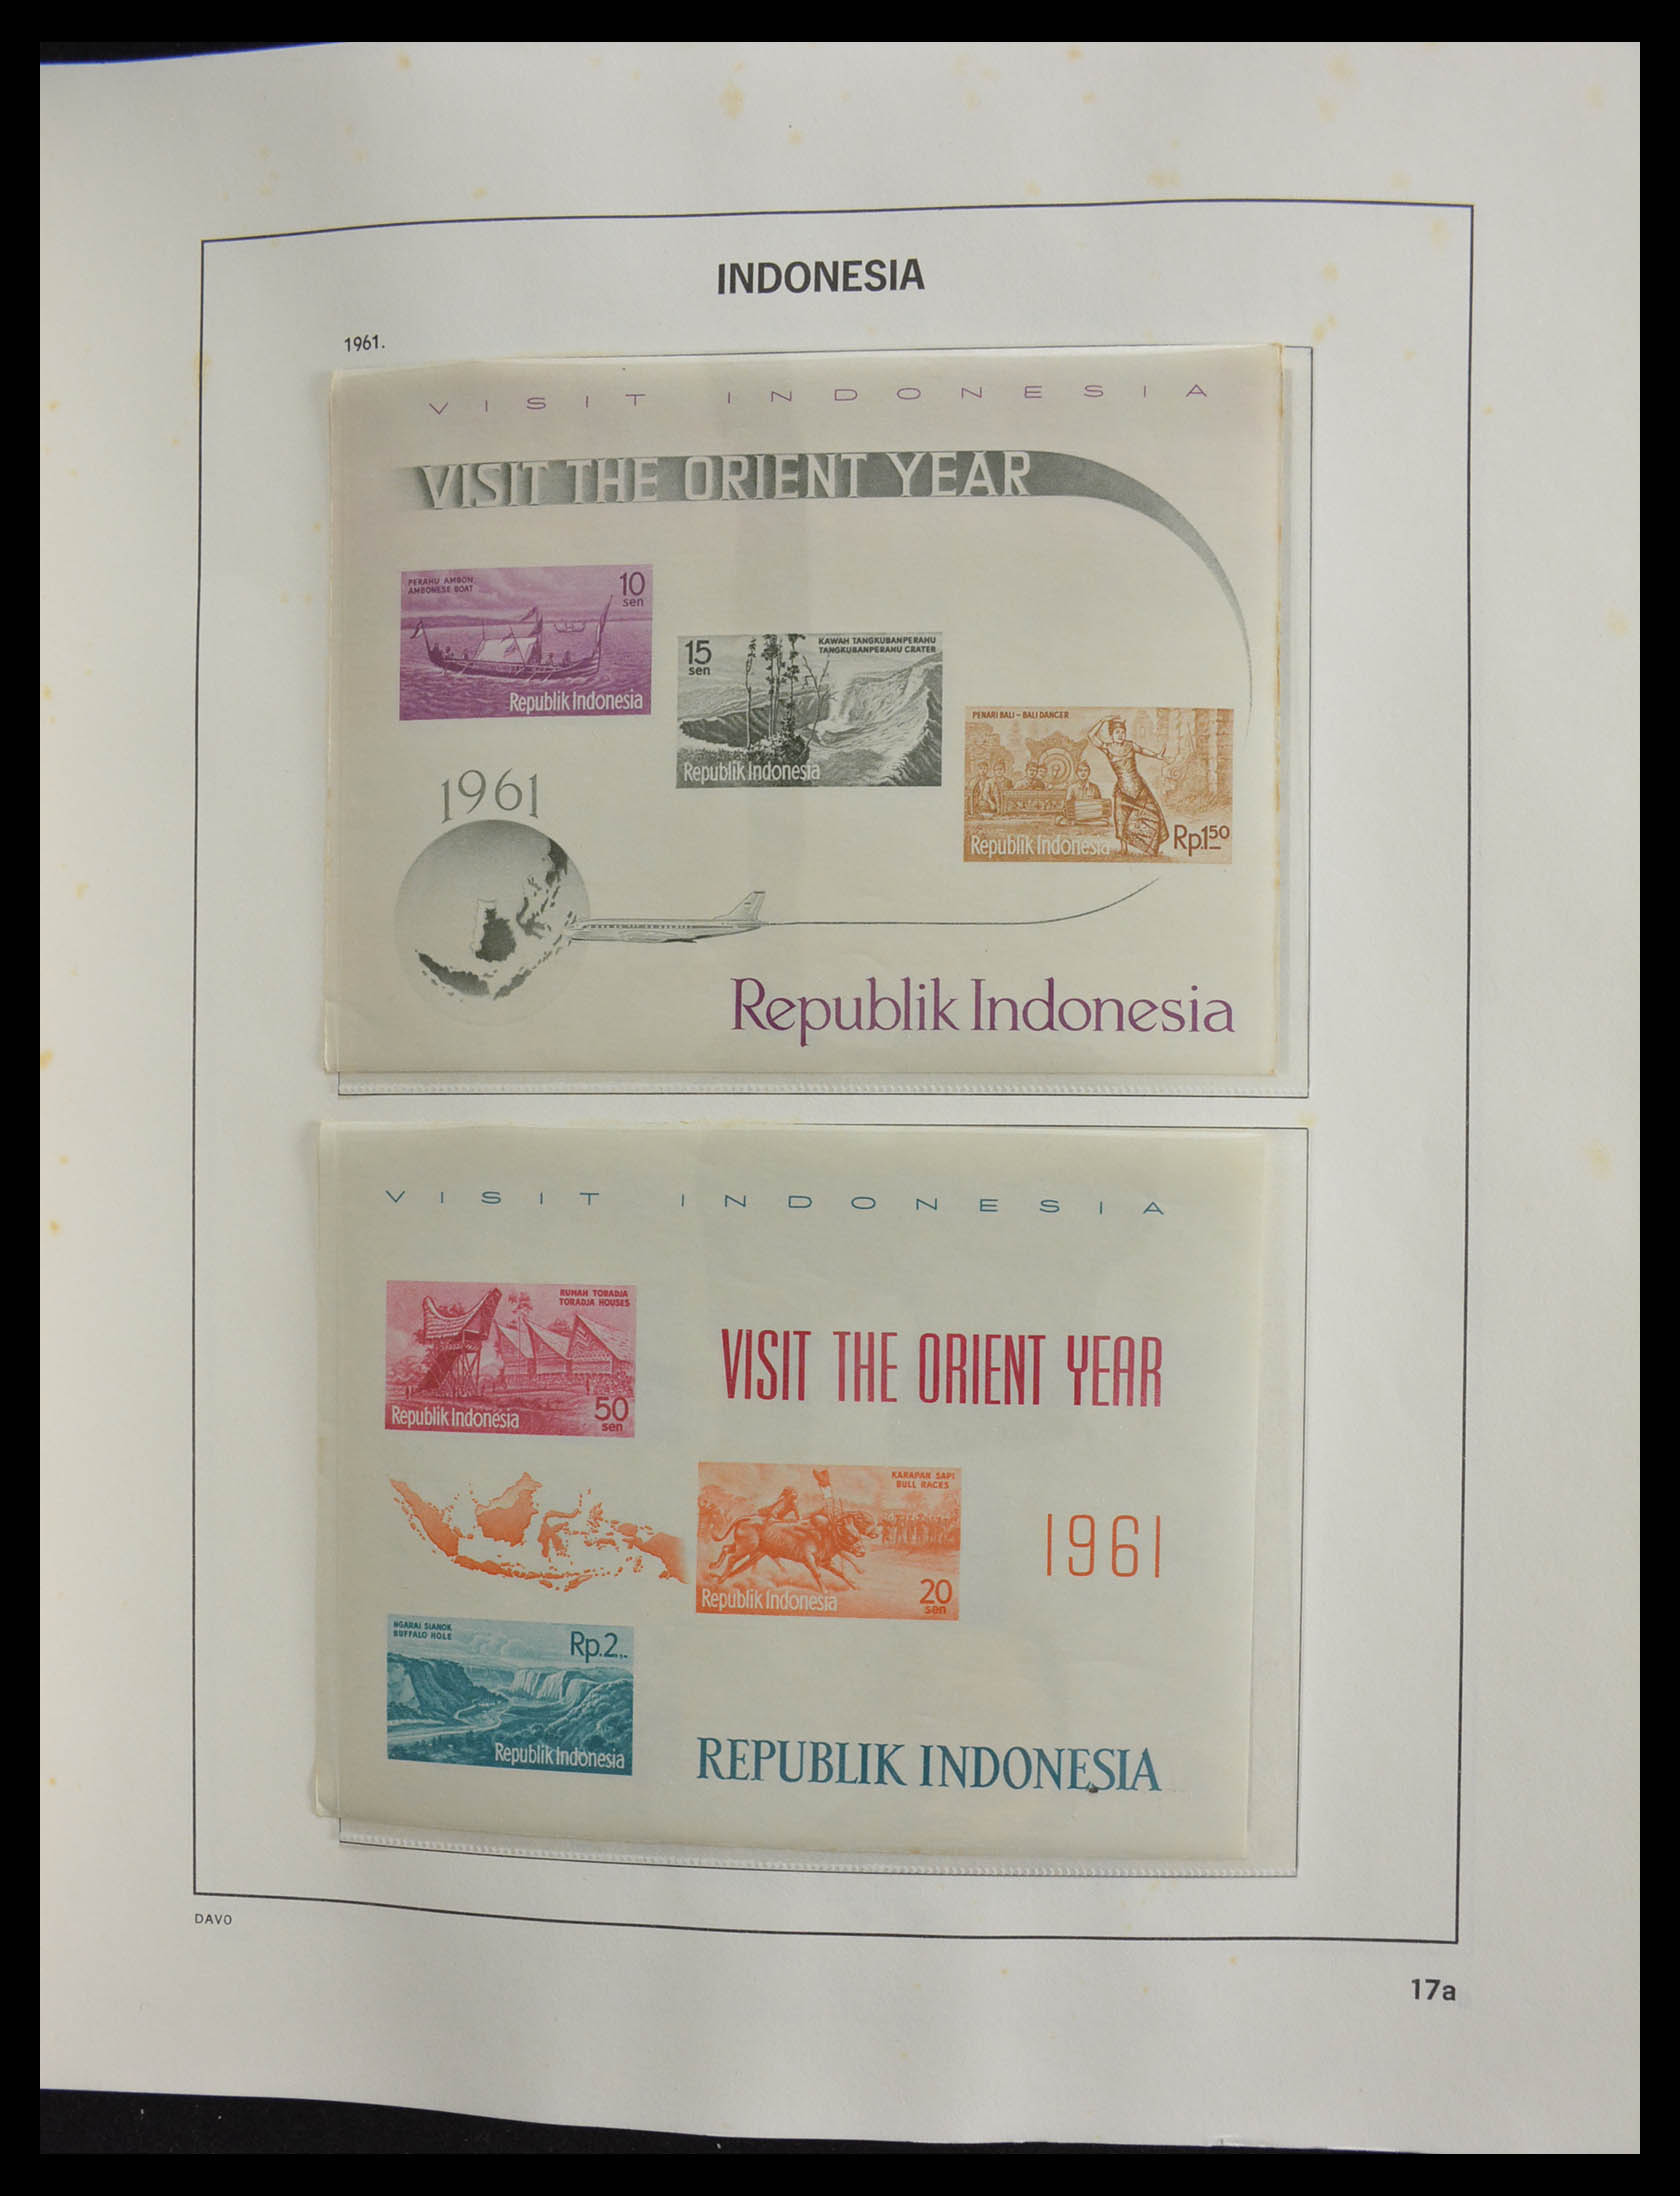 INDONESIA
1961.
VISIT INDONESIA
VISIT THE ORIENT YEAR
PERAHU AMBON
AMBONESE BOAT
10
sen
Republik Indonesia
15
sen
KAWAH TANGKUBANPERAHU
TANGKUBANPERAHU CRATER
Republik Indonesia
PENARI BALI - BALI DANCER
Republik Indonesia
Rp.1.50
1961
Republik Indonesia
VISIT INDONESIA
RUMAH TORADJA
TORADJA HOUSES
Republik Indonesia
50
sen
VISIT THE ORIENT YEAR
KARAPAN SAPI
BULL RACES
Republik Indonesia
20
sen
1961
NGARAI SIANOK
BUFFALO HOLE
Rp.2,-
Republik Indonesia
REPUBLIK INDONESIA
DAVO
17a